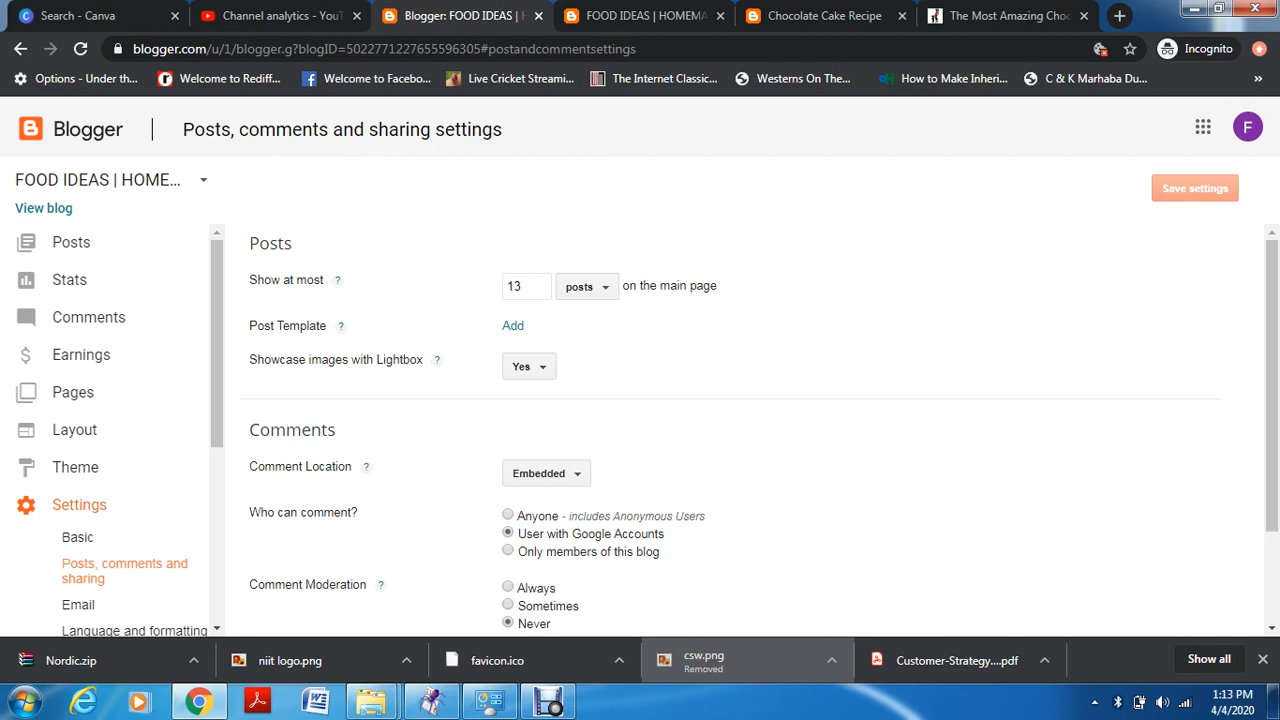 Search - Canva
Channel analytics - YouT
Blogger: FOOD IDEAS |
FOOD IDEAS | HOMEMA
Chocolate Cake Recipe
The Most Amazing Choc
blogger.com/u/1/blogger.g?blogID=5022771227655596305#postandcommentsettings
Incognito
Options - Under th...
Welcome to Rediff...
Welcome to Facebo...
Live Cricket Streami...
The Internet Classic...
Westerns On The...
How to Make Inheri...
C & K Marhaba Du...
Blogger
Posts, comments and sharing settings
F
FOOD IDEAS | HOME...
View blog
Save settings
Posts
Stats
Comments
Earnings
Pages
Layout
Theme
Settings
Basic
Posts, comments and
sharing
Email
Language and formatting
Posts
Show at most ? 13 posts on the main page
Post Template ? Add
Showcase images with Lightbox ? Yes
Comments
Comment Location ? Embedded
Who can comment?
Anyone - includes Anonymous Users
User with Google Accounts
Only members of this blog
Comment Moderation ?
Always
Sometimes
Never
Nordic.zip
niit logo.png
favicon.ico
csw.png
Removed
Customer-Strategy....pdf
Show all
1:13 PM
4/4/2020